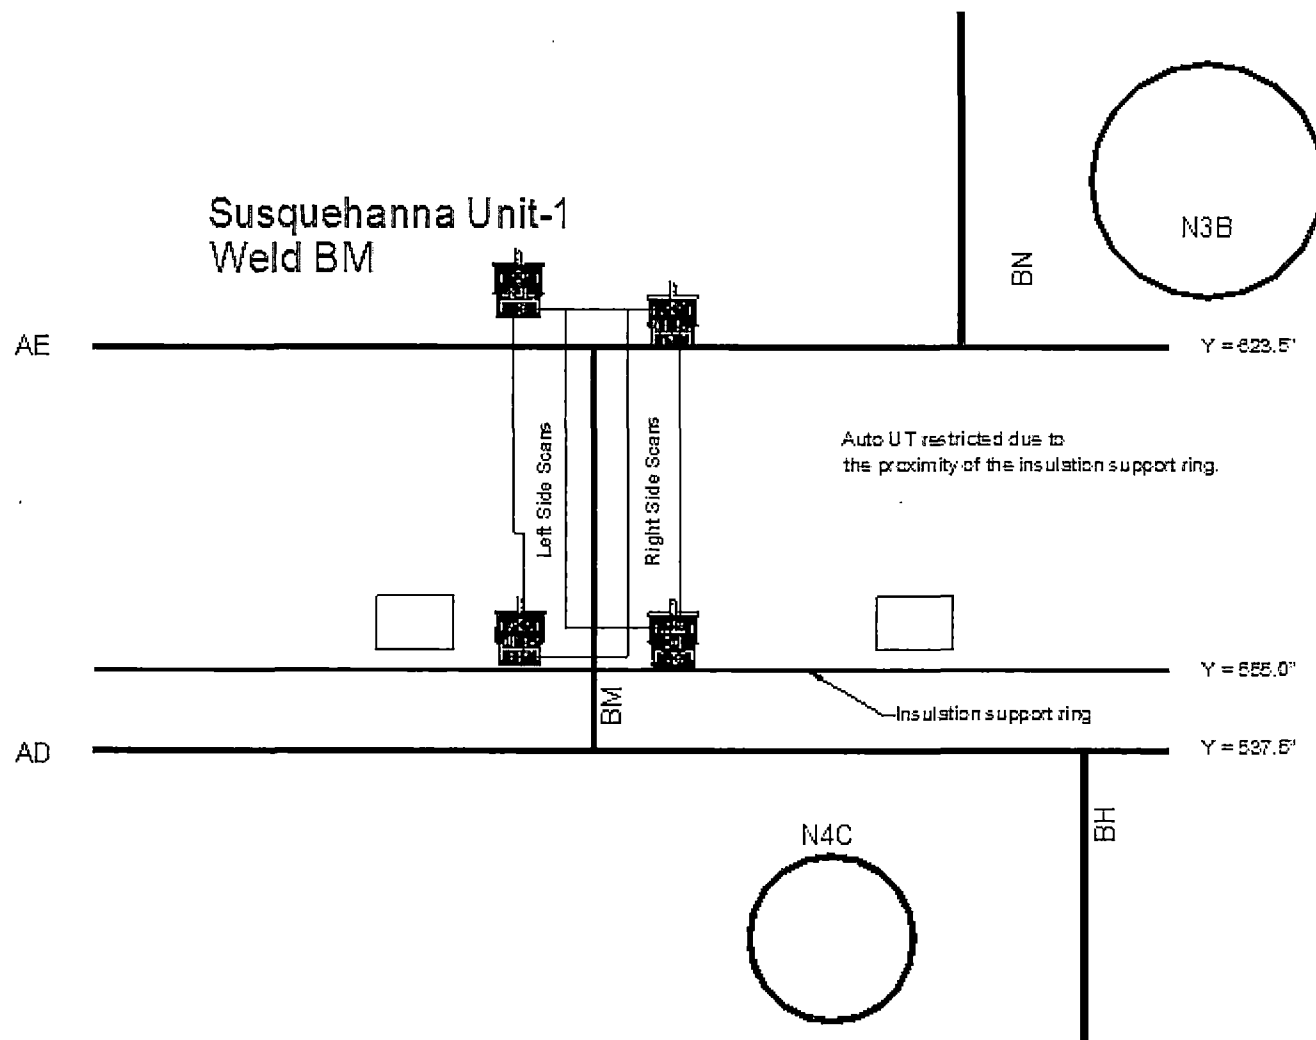 Susquehanna Unit-1
Weld BM
N3B
BN
AE
Y = 623.5"
Left Side Scans
Right Side Scans
Auto UT restricted due to
the proximity of the insulation support ring.
Y = 555.0"
BM
Insulation support ring
AD
Y = 537.5"
BH
N4C